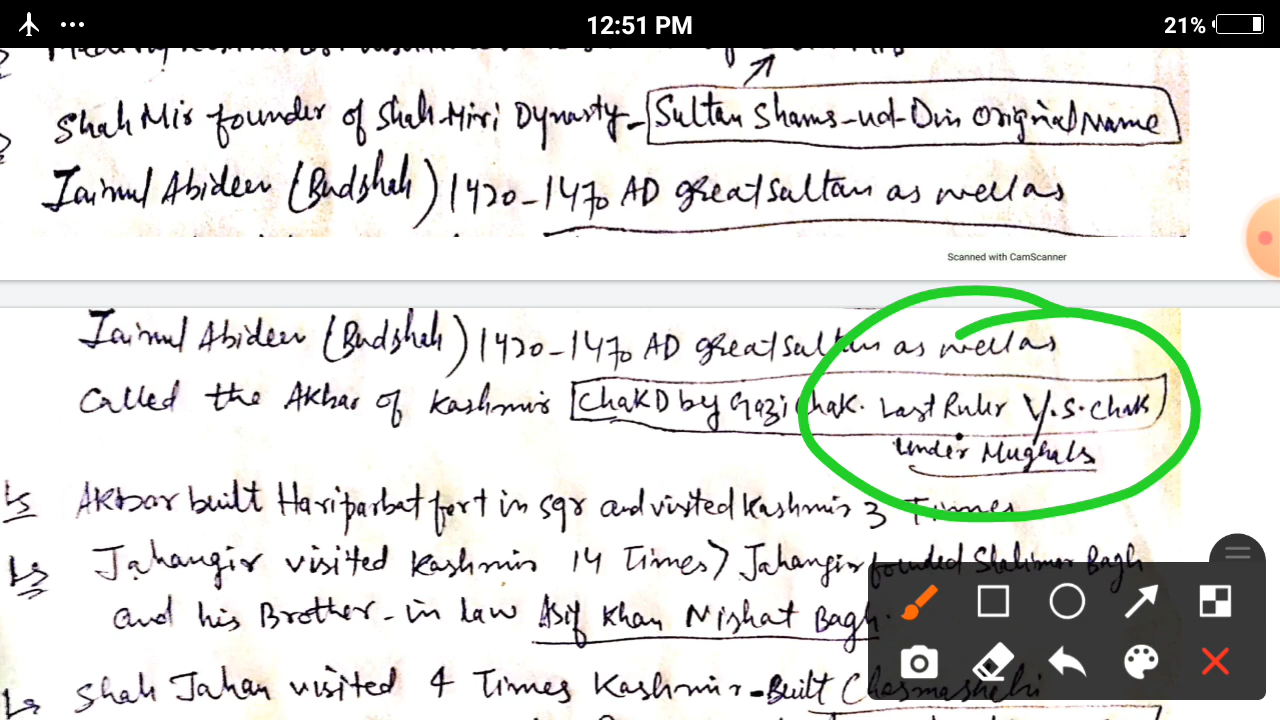 12:51 PM
21%
Shah Mir founder of Shah-Miri Dynasty- Sultan Shams-ud-Din Original Name
Zainul Abideen (Budshah) 1420-1470 AD great sultan as well as
Scanned with CamScanner
Zainul Abideen (Budshah) 1420-1470 AD great sultan as well as
Called the Akbar of Kashmir Chak D by Gazi Chak. Last Ruler Y.S. Chak
under Mughals
Akbar built Hariparbat fort in sgr and visited Kashmir 3 Times
Jahangir visited Kashmir 14 Times Jahangir founded Shalimar Bagh
and his Brother-in law Asif Khan Nishat Bagh.
Shah Jahan visited 4 Times Kashmir-Built Chasmashahi